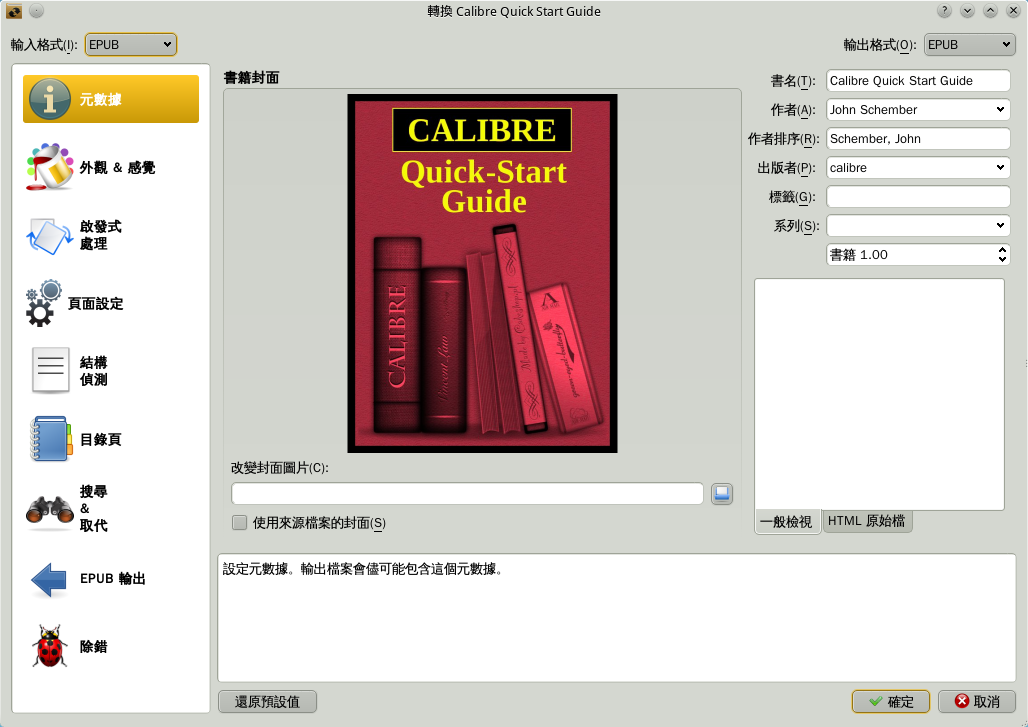 轉換 Calibre Quick Start Guide
輸入格式(I):
EPUB
輸出格式(O):
EPUB
元數據
外觀 & 感覺
啟發式
處理
頁面設定
結構
偵測
目錄頁
搜尋
&
取代
EPUB 輸出
除錯
書籍封面
CALIBRE
Quick-Start
Guide
CALIBRE
改變封面圖片(C):
使用來源檔案的封面(S)
書名(T):
Calibre Quick Start Guide
作者(A):
John Schember
作者排序(R):
Schember, John
出版者(P):
calibre
標籤(G):
系列(S):
書籍 1.00
一般檢視
HTML 原始檔
設定元數據。輸出檔案會儘可能包含這個元數據。
還原預設值
確定
取消